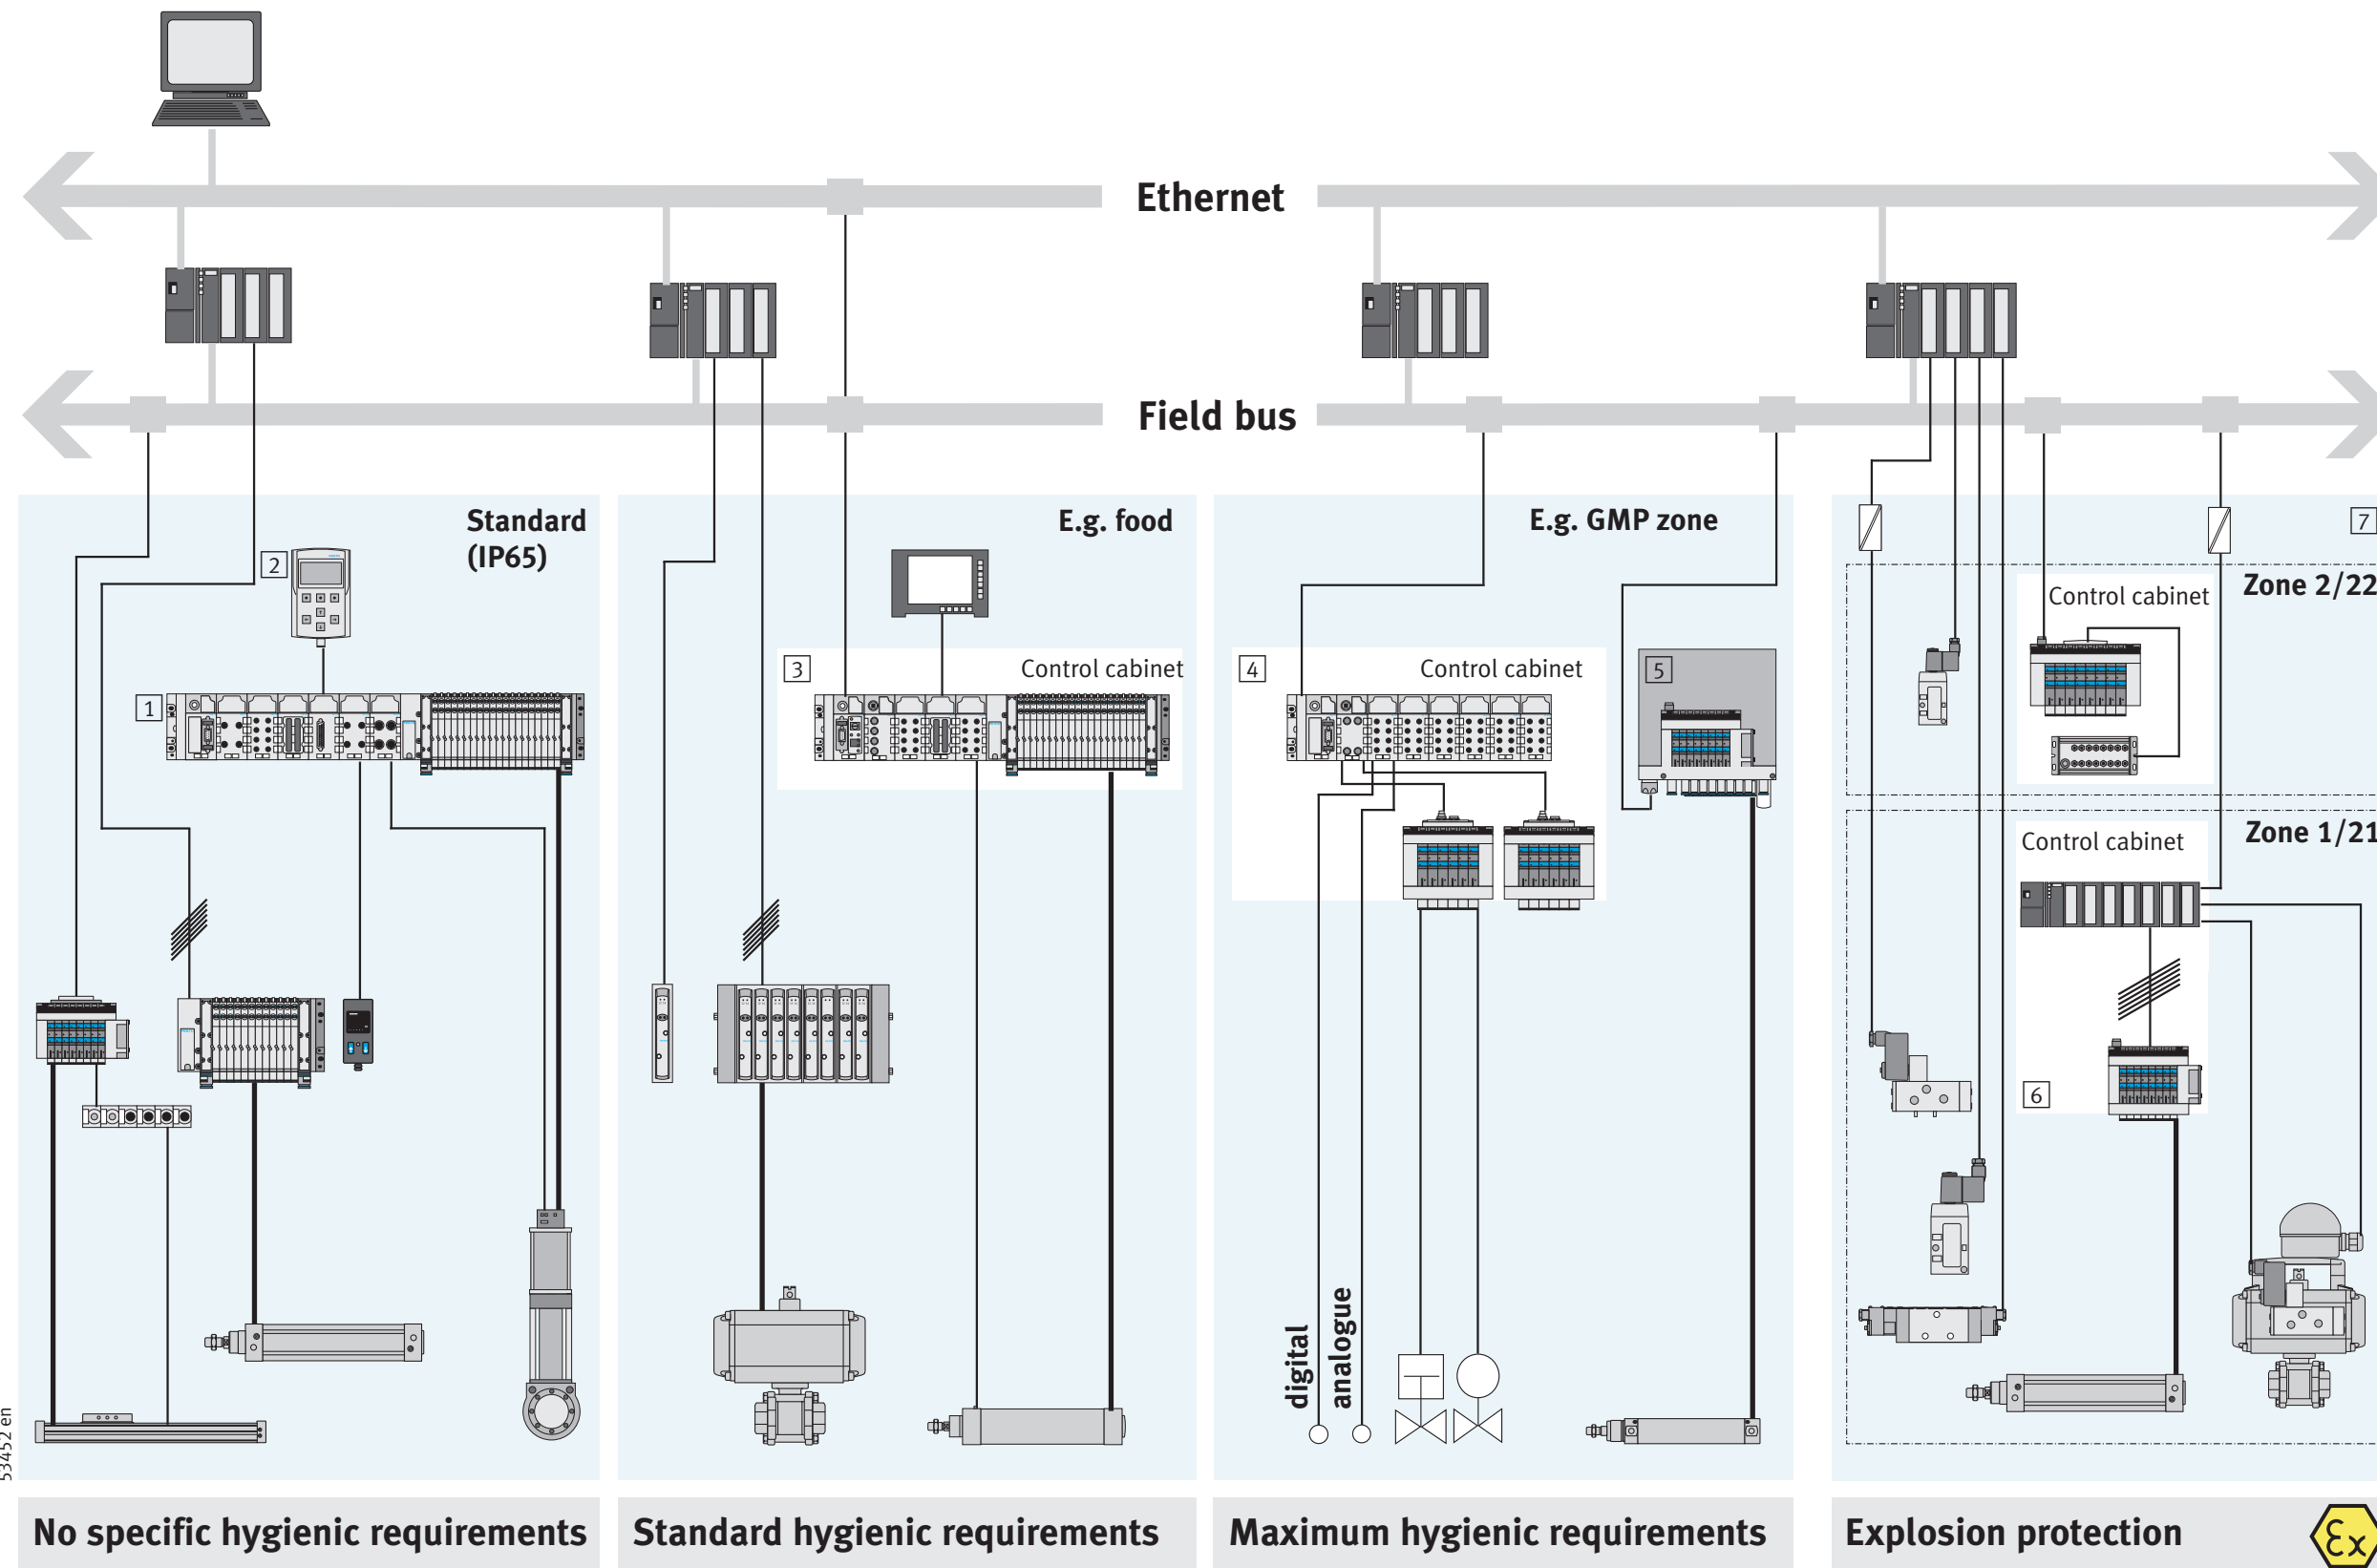 Ethernet
Field bus
Standard
(IP65)
E.g. food
E.g. GMP zone
7
2
Zone 2/22
Control cabinet
3
Control cabinet
4
Control cabinet
5
1
Zone 1/21
Control cabinet
6
digital
analogue
53452 en
No specific hygienic requirements
Standard hygienic requirements
Maximum hygienic requirements
Explosion protection
εx